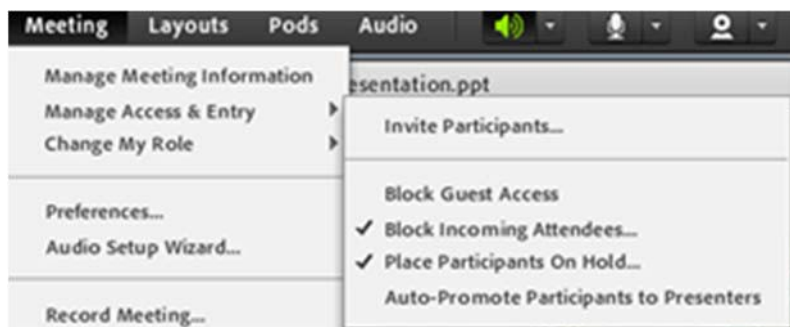 Meeting Layouts Pods Audio
Manage Meeting Information
esentation.ppt
Manage Access & Entry
Change My Role
Invite Participants...
Preferences...
Audio Setup Wizard...
Record Meeting...
Block Guest Access
Block Incoming Attendees...
Place Participants On Hold...
Auto-Promote Participants to Presenters